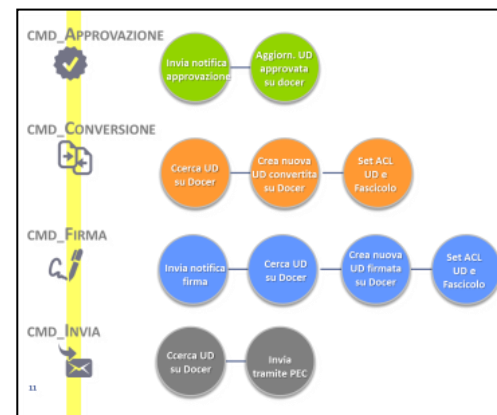 CMD_APPROVAZIONE
Invia notifica
approvazione
Aggiorn. UD
approvata
su docer
CMD_CONVERSIONE
Ccerca UD
su Docer
Crea nuova
UD convertita
su Docer
Set ACL
UD e
Fascicolo
CMD_FIRMA
Invia notifica
firma
Cerca UD
su Docer
Crea nuova
UD firmata
su Docer
Set ACL
UD e
Fascicolo
CMD_INVIA
Ccerca UD
su Docer
Invia
tramite PEC
11